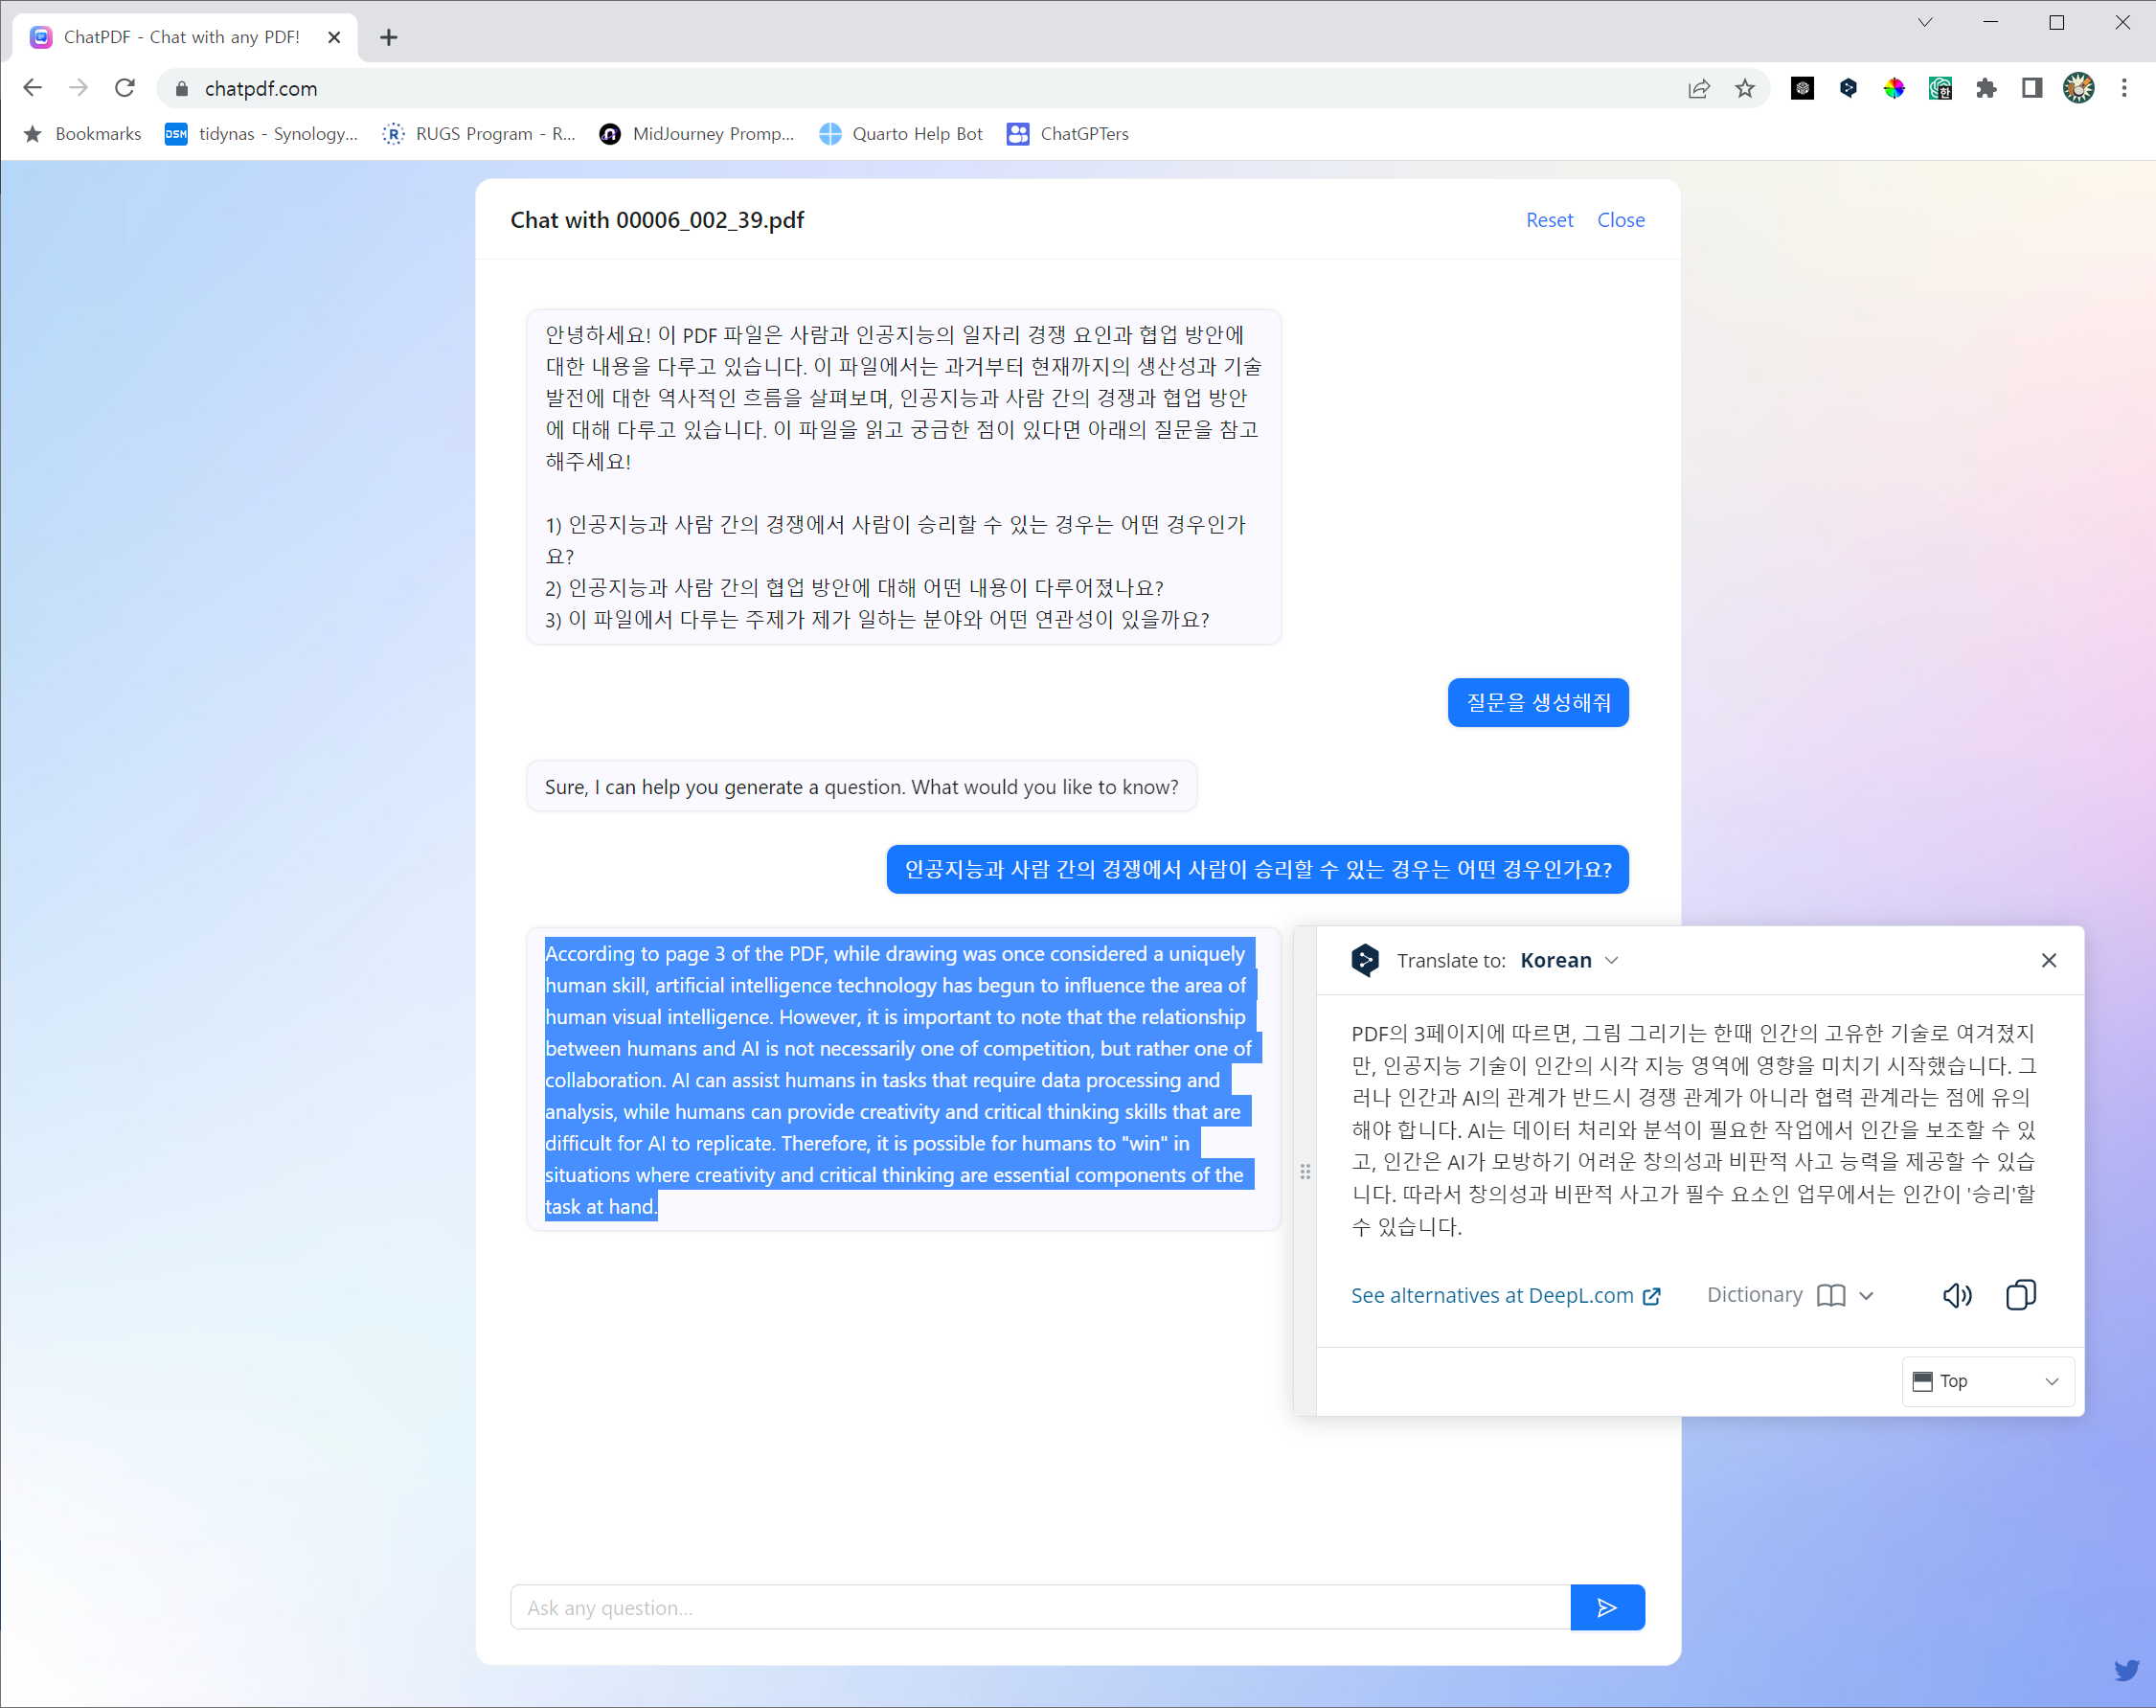 ChatPDF - Chat with any PDF!
chatpdf.com
Bookmarks
DSM
tidynas - Synology...
R
RUGS Program - R...
MidJourney Promp...
Quarto Help Bot
ChatGPTers
한
Chat with 00006_002_39.pdf
Reset
Close
안녕하세요! 이 PDF 파일은 사람과 인공지능의 일자리 경쟁 요인과 협업 방안에
대한 내용을 다루고 있습니다. 이 파일에서는 과거부터 현재까지의 생산성과 기술
발전에 대한 역사적인 흐름을 살펴보며, 인공지능과 사람 간의 경쟁과 협업 방안
에 대해 다루고 있습니다. 이 파일을 읽고 궁금한 점이 있다면 아래의 질문을 참고
해주세요!
1) 인공지능과 사람 간의 경쟁에서 사람이 승리할 수 있는 경우는 어떤 경우인가
요?
2) 인공지능과 사람 간의 협업 방안에 대해 어떤 내용이 다루어졌나요?
3) 이 파일에서 다루는 주제가 제가 일하는 분야와 어떤 연관성이 있을까요?
질문을 생성해줘
Sure, I can help you generate a question. What would you like to know?
인공지능과 사람 간의 경쟁에서 사람이 승리할 수 있는 경우는 어떤 경우인가요?
According to page 3 of the PDF, while drawing was once considered a uniquely
human skill, artificial intelligence technology has begun to influence the area of
human visual intelligence. However, it is important to note that the relationship
between humans and AI is not necessarily one of competition, but rather one of
collaboration. AI can assist humans in tasks that require data processing and
analysis, while humans can provide creativity and critical thinking skills that are
difficult for AI to replicate. Therefore, it is possible for humans to "win" in
situations where creativity and critical thinking are essential components of the
task at hand.
Translate to: Korean
PDF의 3페이지에 따르면, 그림 그리기는 한때 인간의 고유한 기술로 여겨졌지
만, 인공지능 기술이 인간의 시각 지능 영역에 영향을 미치기 시작했습니다. 그
러나 인간과 AI의 관계가 반드시 경쟁 관계가 아니라 협력 관계라는 점에 유의
해야 합니다. AI는 데이터 처리와 분석이 필요한 작업에서 인간을 보조할 수 있
고, 인간은 AI가 모방하기 어려운 창의성과 비판적 사고 능력을 제공할 수 있습
니다. 따라서 창의성과 비판적 사고가 필수 요소인 업무에서는 인간이 '승리'할
수 있습니다.
See alternatives at DeepL.com
Dictionary
Top
Ask any question...